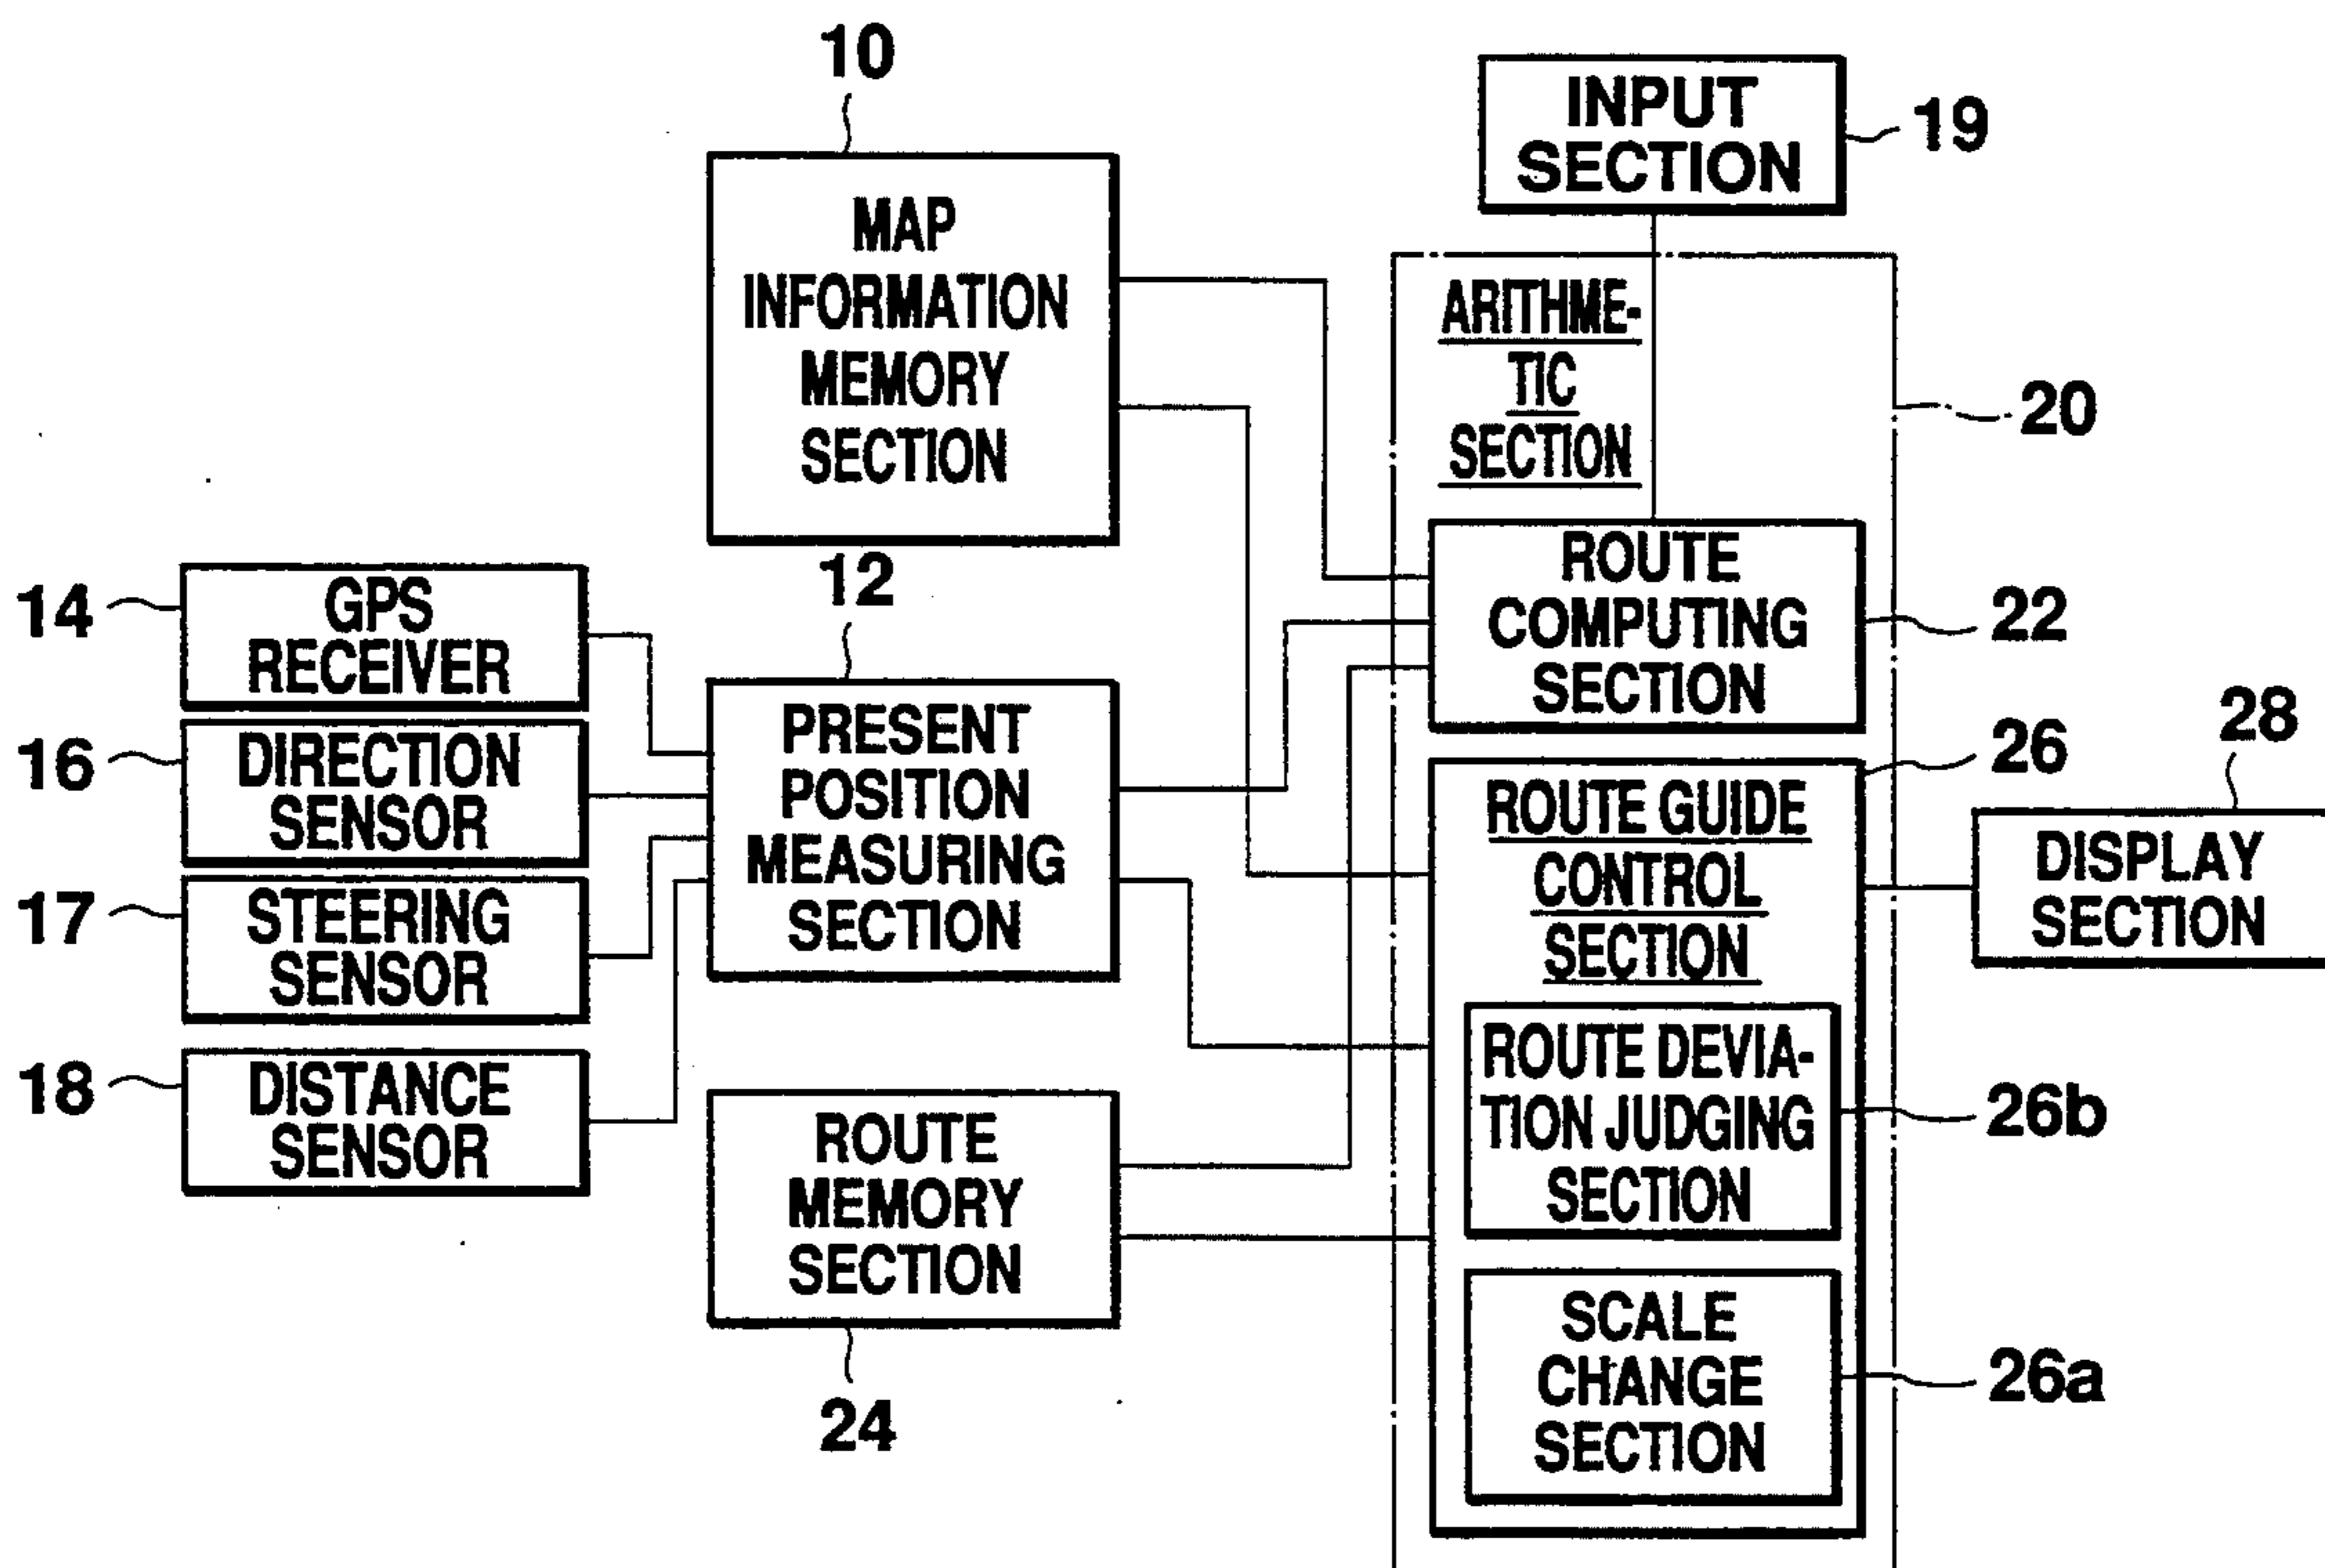 10
MAP
INFORMATION
MEMORY
SECTION
INPUT
SECTION
19
ARITHME-
TIC
SECTION
20
14
GPS
RECEIVER
16
DIRECTION
SENSOR
17
STEERING
SENSOR
18
DISTANCE
SENSOR
12
PRESENT
POSITION
MEASURING
SECTION
ROUTE
MEMORY
SECTION
24
ROUTE
COMPUTING
SECTION
22
26
ROUTE GUIDE
CONTROL
SECTION
28
DISPLAY
SECTION
ROUTE DEVIA-
TION JUDGING
SECTION
26b
SCALE
CHANGE
SECTION
26a